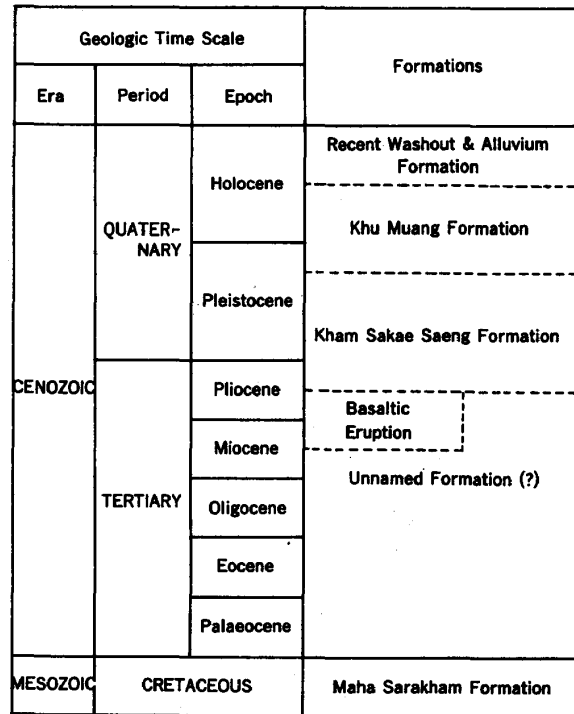 Geologic Time Scale
Formations
Era
Period
Epoch
CENOZOIC
QUATER-
NARY
Holocene
Recent Washout & Alluvium
Formation
Khu Muang Formation
Pleistocene
Kham Sakae Saeng Formation
TERTIARY
Pliocene
Basaltic
Eruption
Miocene
Unnamed Formation (?)
Oligocene
Eocene
Palaeocene
MESOZOIC
CRETACEOUS
Maha Sarakham Formation